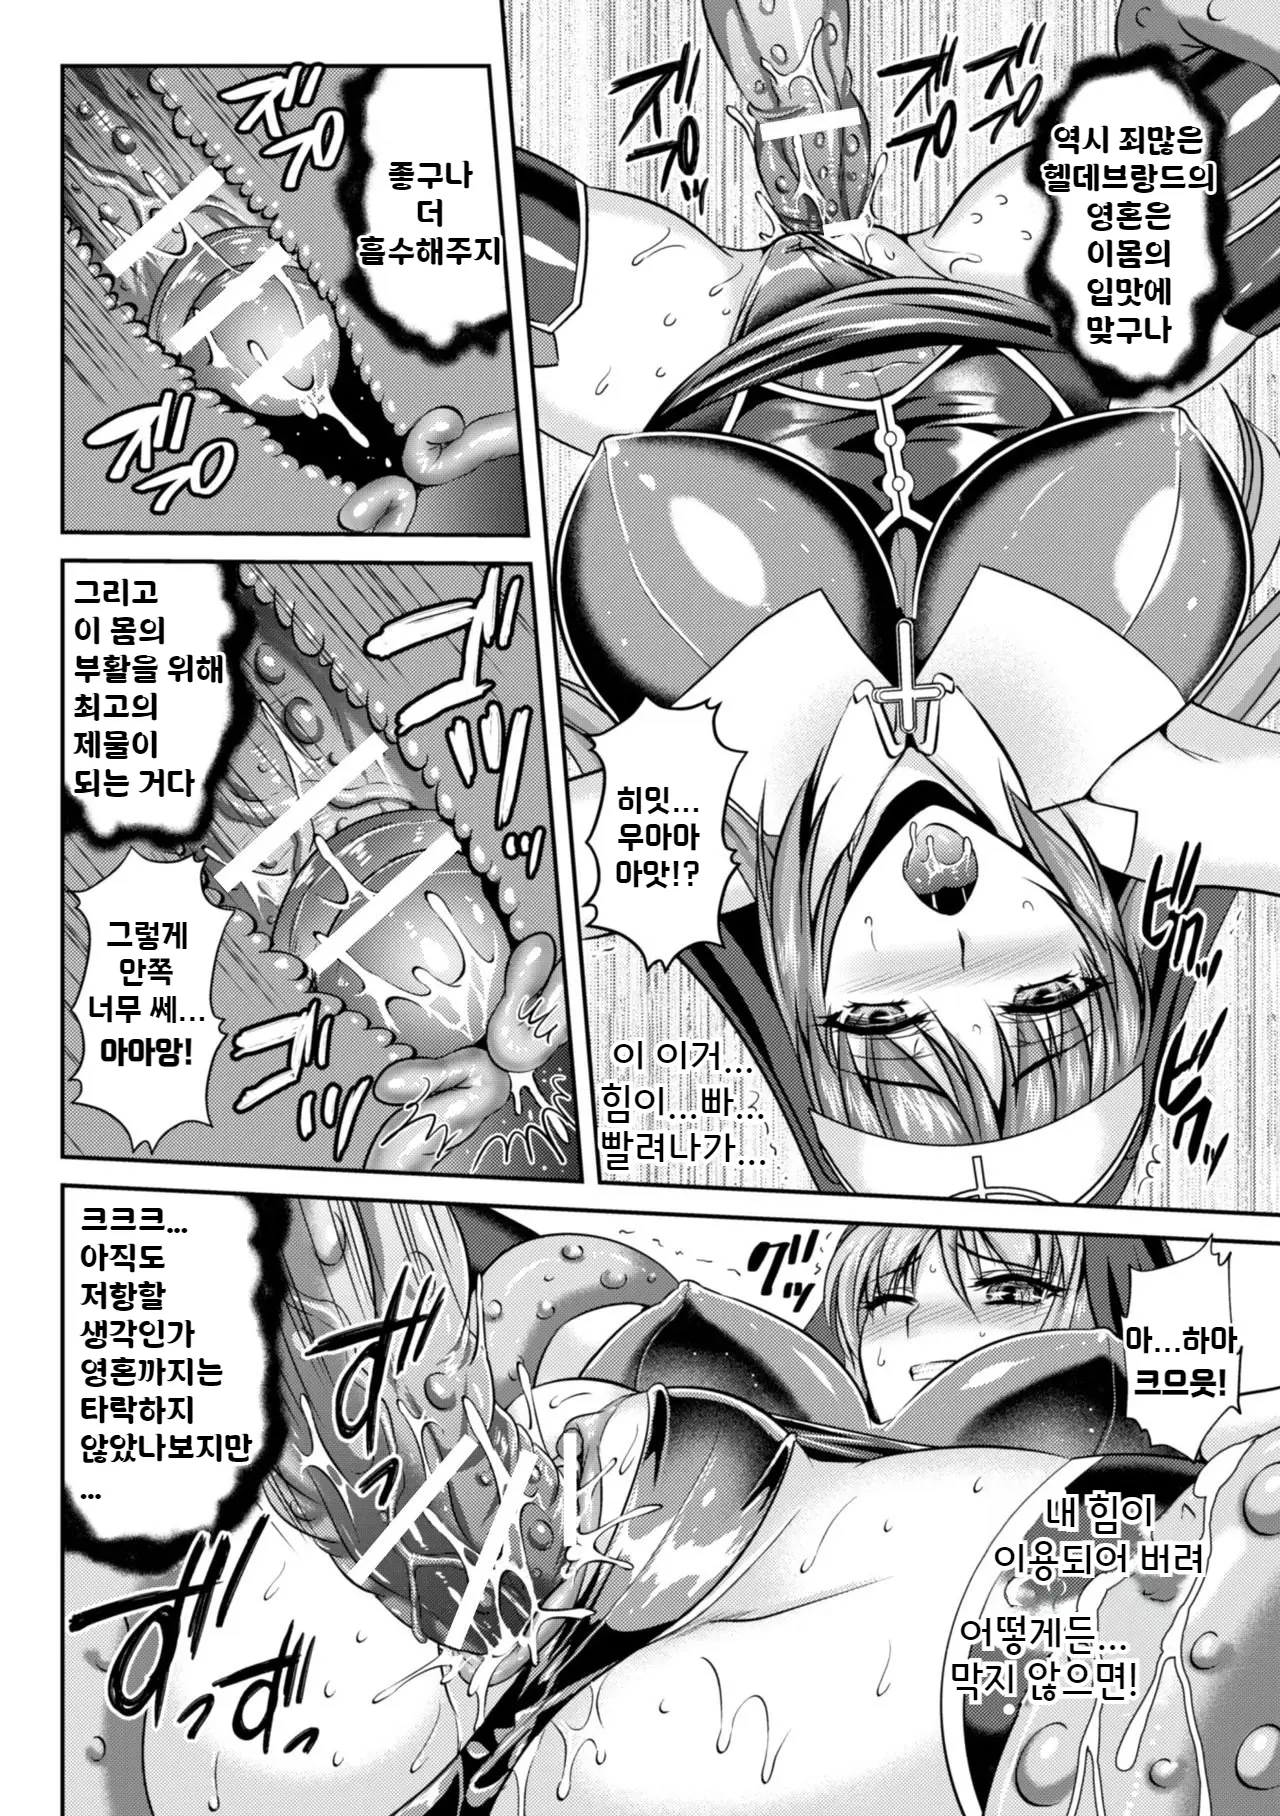 역시 죄많은
헬데브랑드의
영혼은
이몸의
입맛에
맞구나
좋구나
더
흡수해주지
히잇...
우아아
아앗!?
이 이거...
힘이...빠...
빨려나가...
그리고
이 몸의
부활을 위해
최고의
제물이
되는 거다
그렇게
안쪽
너무 쎄...
아아앙!
크크크...
아직도
저항할
생각인가
영혼까지는
타락하지
않았나보지만
...
아...하아
크으읏!
내 힘이
이용되어 버려
어떻게든...
막지 않으면!